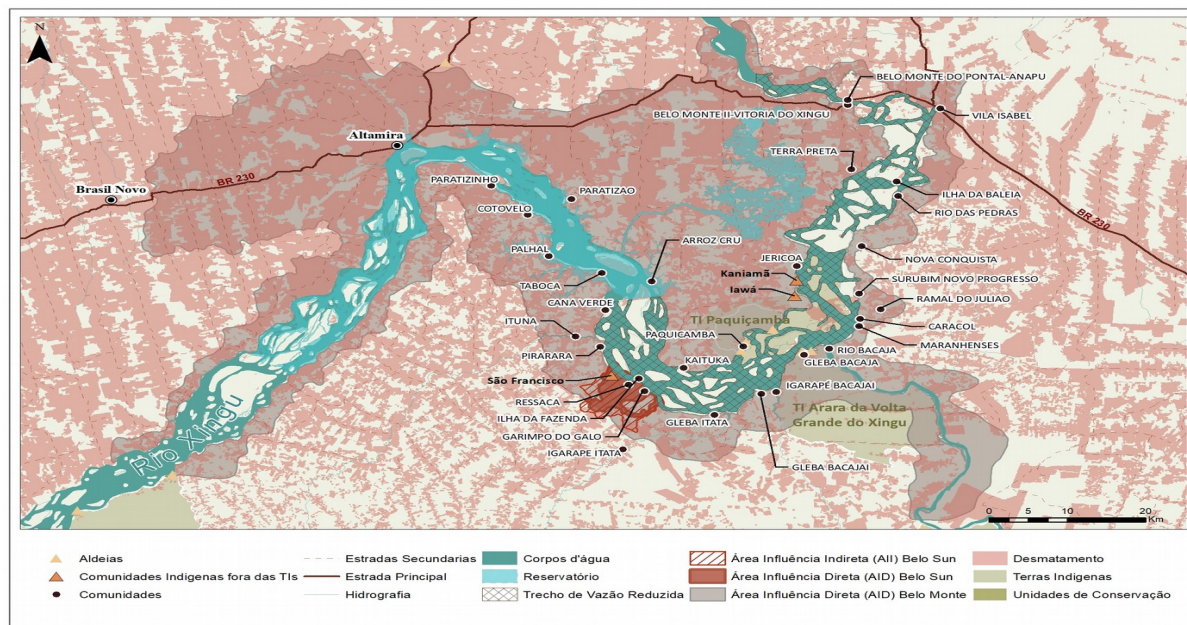 N
BELO MONTE DO PONTAL-ANAPU
BELO MONTE II-VITORIA DO XINGU
VILA ISABEL
Altamira
TERRA PRETA
BR 230
Brasil Novo
PARATIZINHO
PARATIZAO
ILHA DA BALEIA
COTOVELO
RIO DAS PEDRAS
BR 230
ARROZ CRU
PALHAL
JERICOA
NOVA CONQUISTA
Kaniamã
TABOCA
SURUBIM NOVO PROGRESSO
Iawá
CANA VERDE
RAMAL DO JULIAO
ITUNA
TI Paquiçamba
CARACOL
PAQUICAMBA
MARANHENSES
PIRARARA
RIO BACAJA
KAITUKA
GLEBA BACAJA
São Francisco
IGARAPÉ BACAJAI
RESSACA
TI Arara da Volta
Grande do Xingu
ILHA DA FAZENDA
GLEBA ITATA
GARIMPO DO GALO
IGARAPE ITATA
GLEBA BACAJAI
Rio Xingu
0 5 10 20
Km
Aldeias
Comunidades Indígenas fora das TIs
Comunidades
Estradas Secundarias
Estrada Principal
Hidrografia
Corpos d'água
Reservatório
Trecho de Vazão Reduzida
Área Influência Indireta (AII) Belo Sun
Área Influência Direta (AID) Belo Sun
Área Influência Direta (AID) Belo Monte
Desmatamento
Terras Indigenas
Unidades de Conservação